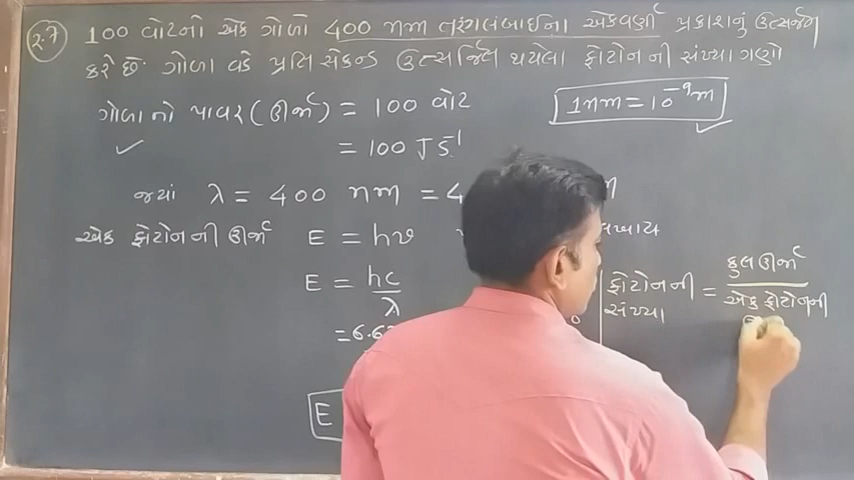 2.7 100 વોટનો એક ગોળો 400 nm તરંગલંબાઈના એકવર્ણી પ્રકાશનું ઉત્સર્જન
કરે છે. ગોળા વડે પ્રતિ સેકન્ડ ઉત્સર્જિત થયેલા ફોટોનની સંખ્યા ગણો
ગોળાનો પાવર (ઊર્જા) = 100 વોટ
1nm = 10⁻⁹m
= 100 J S⁻¹
જ્યાં λ = 400 nm = 4
એક ફોટોનની ઊર્જા E = hν
E = hc/λ
ફોટોનની સંખ્યા = કુલ ઊર્જા / એક ફોટોનની
= 6.6
E